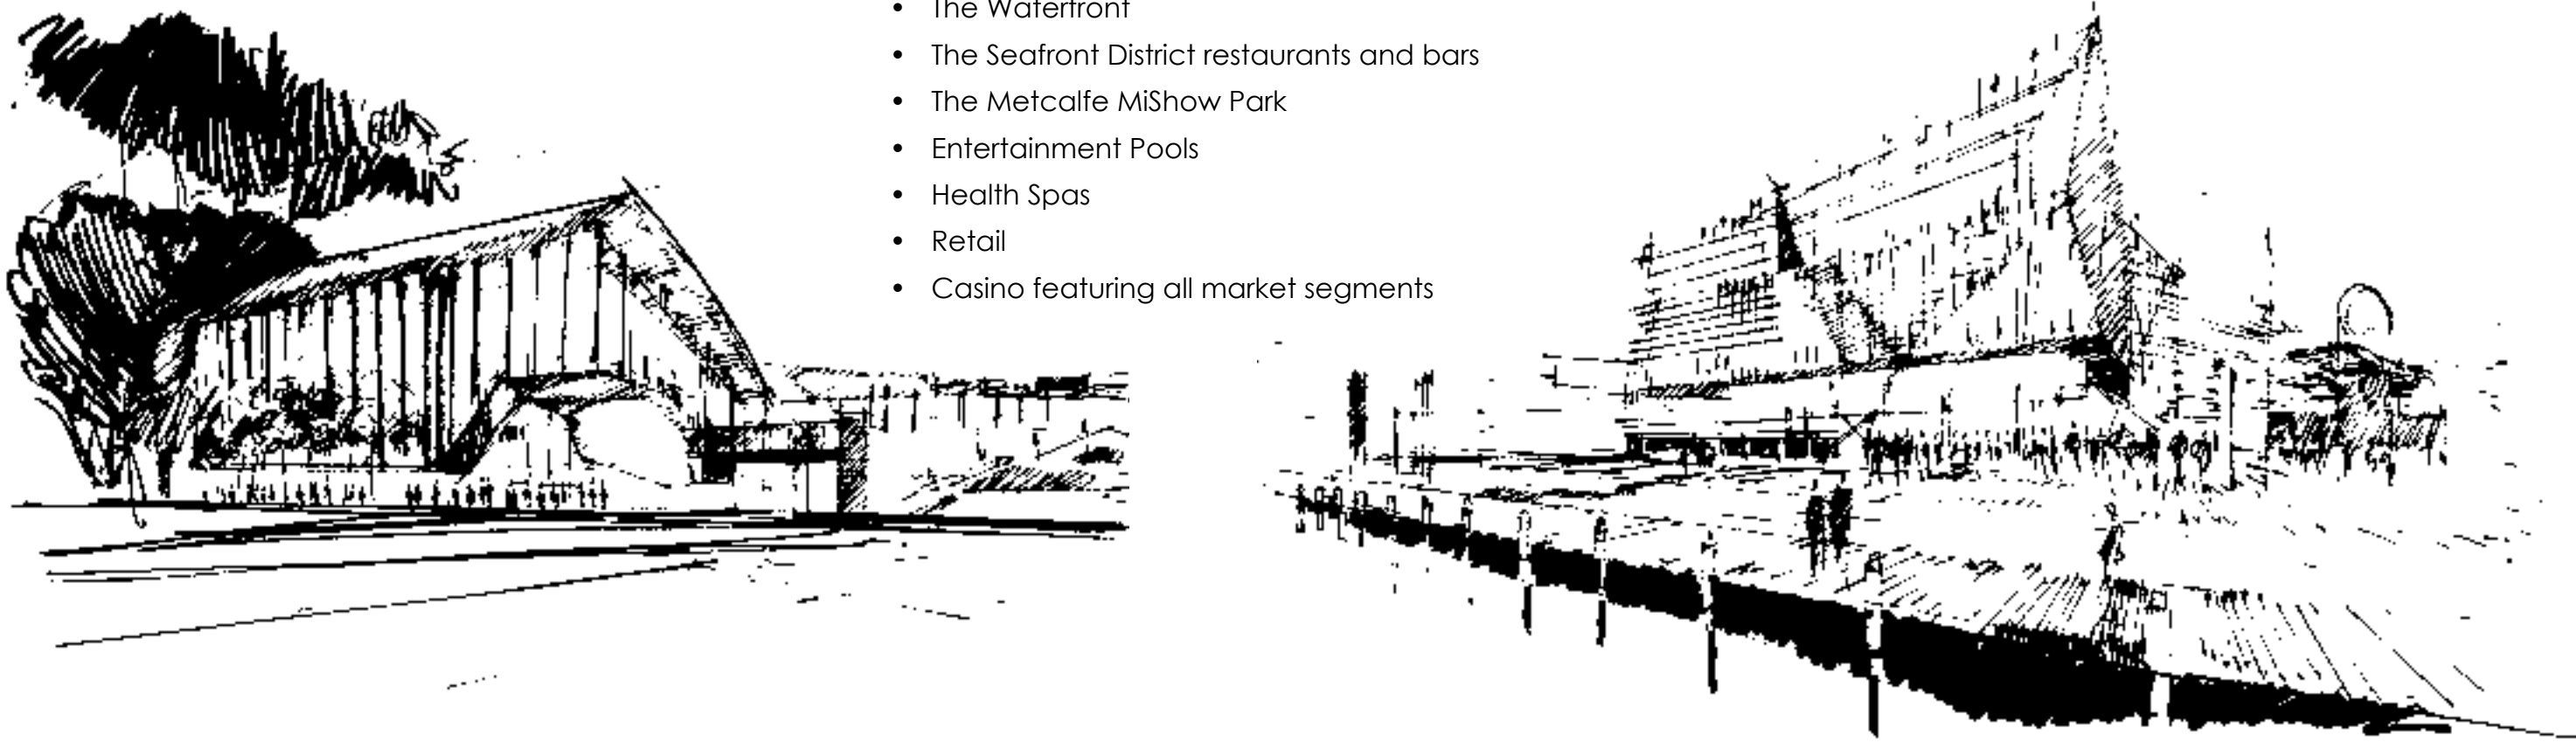 • The Waterfront
• The Seafront District restaurants and bars
• The Metcalfe MiShow Park
• Entertainment Pools
• Health Spas
• Retail
• Casino featuring all market segments